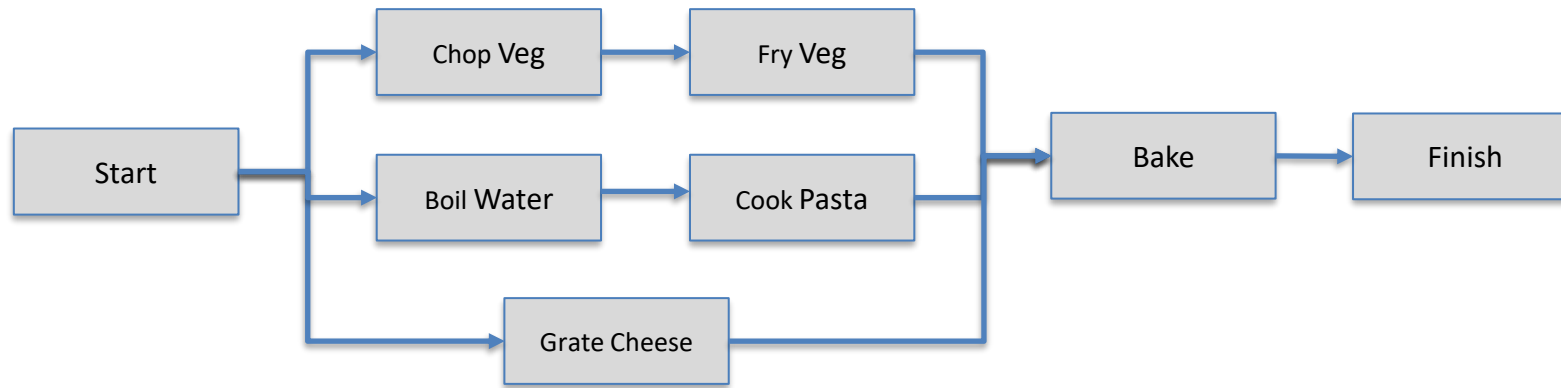 Start
Chop Veg
Fry Veg
Boil Water
Cook Pasta
Grate Cheese
Bake
Finish